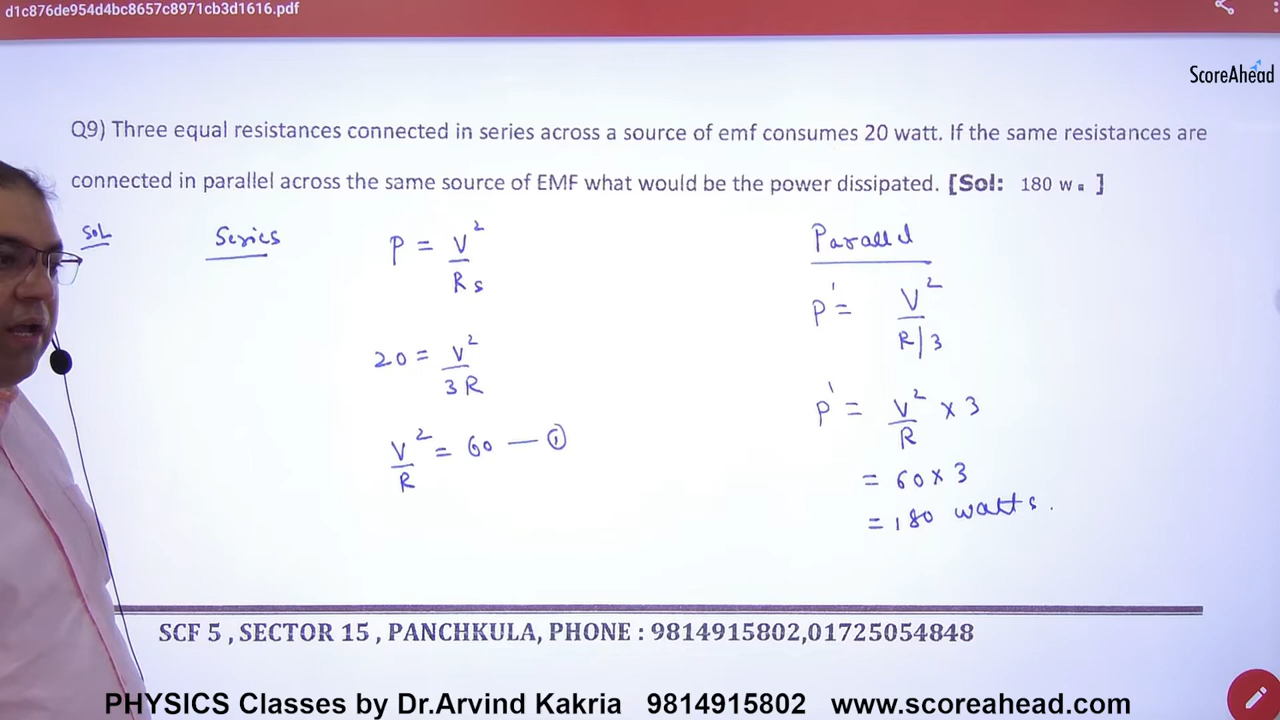 d1c876de954d4bc8657c8971cb3d1616.pdf
ScoreAhead
Q9) Three equal resistances connected in series across a source of emf consumes 20 watt. If the same resistances are
connected in parallel across the same source of EMF what would be the power dissipated. [Sol: 180 w. ]
Sol
Series
P = V²/Rs
20 = V²/3R
V²/R = 60 — ①
Parallel
P' = V²/R/3
P' = V²/R × 3
= 60 × 3
= 180 watts.
SCF 5 , SECTOR 15 , PANCHKULA, PHONE : 9814915802,01725054848
PHYSICS Classes by Dr.Arvind Kakria 9814915802 www.scoreahead.com